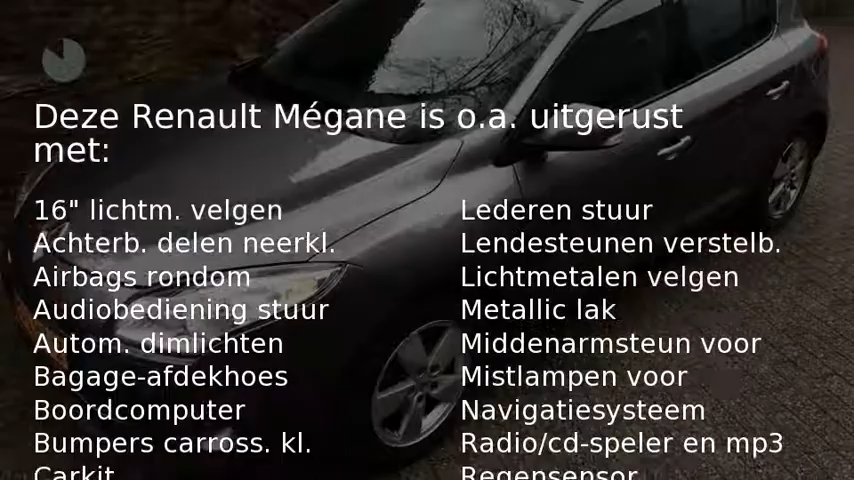 Deze Renault Mégane is o.a. uitgerust
met:
16" lichtm. velgen
Achterb. delen neerkl.
Airbags rondom
Audiobediening stuur
Autom. dimlichten
Bagage-afdekhoes
Boordcomputer
Bumpers carross. kl.
Carkit
Lederen stuur
Lendesteunen verstelb.
Lichtmetalen velgen
Metallic lak
Middenarmsteun voor
Mistlampen voor
Navigatiesysteem
Radio/cd-speler en mp3
Regensensor